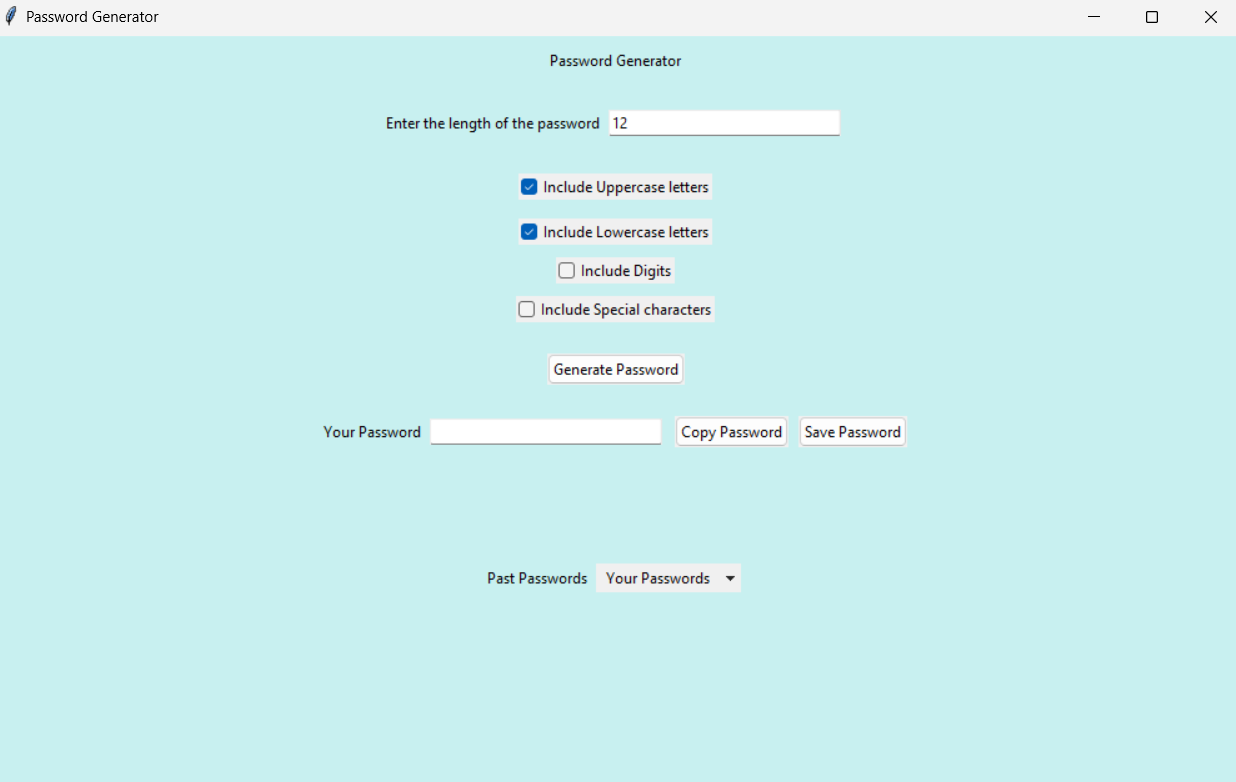 Password Generator
Password Generator
Enter the length of the password 12
Include Uppercase letters
Include Lowercase letters
Include Digits
Include Special characters
Generate Password
Your Password Copy Password Save Password
Past Passwords Your Passwords